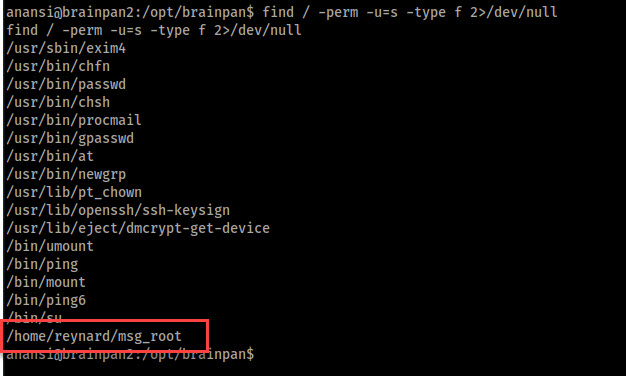 anansi@brainpan2:/opt/brainpan$ find / -perm -u=s -type f 2>/dev/null
find / -perm -u=s -type f 2>/dev/null
/usr/sbin/exim4
/usr/bin/chfn
/usr/bin/passwd
/usr/bin/chsh
/usr/bin/procmail
/usr/bin/gpasswd
/usr/bin/at
/usr/bin/newgrp
/usr/lib/pt_chown
/usr/lib/openssh/ssh-keysign
/usr/lib/eject/dmcrypt-get-device
/bin/umount
/bin/ping
/bin/mount
/bin/ping6
/bin/su
/home/reynard/msg_root
anansi@brainpan2:/opt/brainpan$